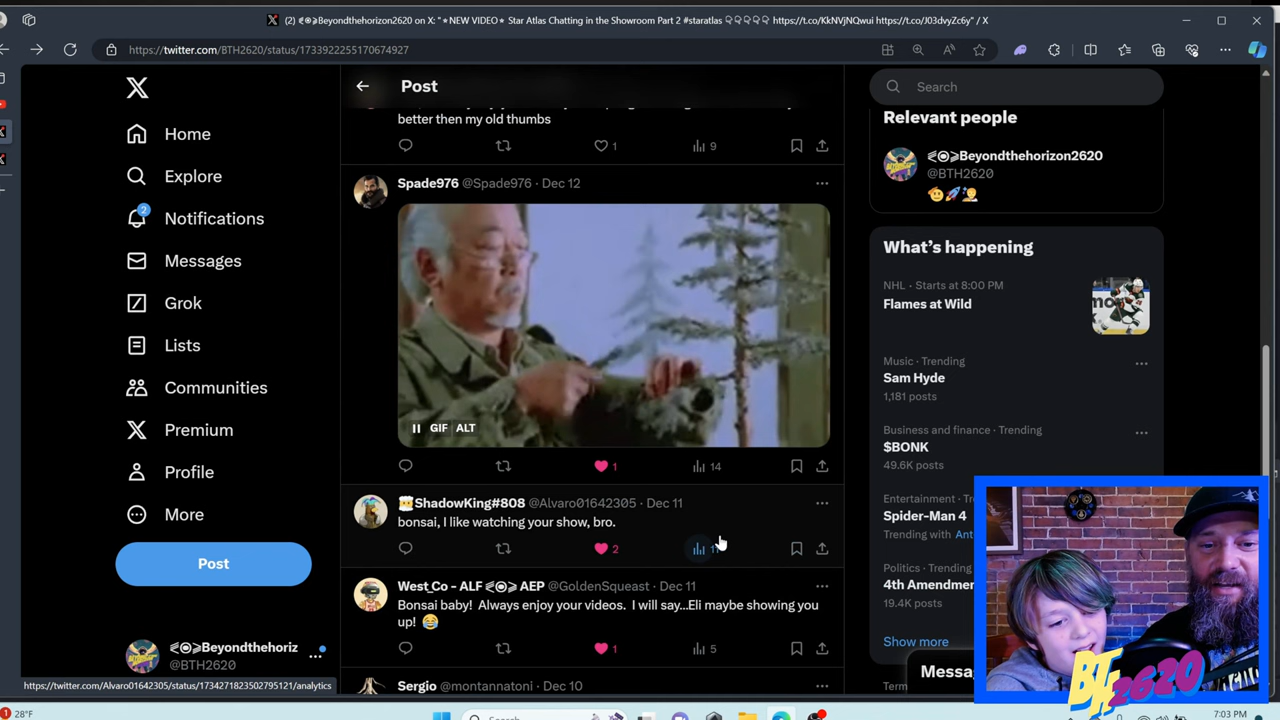 (2) ⋞⦿⋟Beyondthehorizon2620 on X: "⭐NEW VIDEO⭐ Star Atlas Chatting in the Showroom Part 2 #staratlas 👇👇👇👇👇 https://t.co/KkNVjNQwui https://t.co/J03dvyZc6y" / X
https://twitter.com/BTH2620/status/1733922255170674927
Home
Explore
2
Notifications
Messages
Grok
Lists
Communities
Premium
Profile
More
Post
⋞⦿⋟Beyondthehoriz
@BTH2620
https://twitter.com/Alvaro01642305/status/1734271823502795121/analytics
Post
better then my old thumbs
1
9
Spade976 @Spade976 · Dec 12
GIF ALT
1
14
ShadowKing#808 @Alvaro01642305 · Dec 11
bonsai, I like watching your show, bro.
2
West_Co - ALF ⋞⦿⋟ AEP @GoldenSqueast · Dec 11
Bonsai baby! Always enjoy your videos. I will say...Eli maybe showing you
up! 😂
1
5
Sergio @montannatoni · Dec 10
Search
Relevant people
⋞⦿⋟Beyondthehorizon2620
@BTH2620
What's happening
NHL · Starts at 8:00 PM
Flames at Wild
Music · Trending
Sam Hyde
1,181 posts
Business and finance · Trending
$BONK
49.6K posts
Entertainment
Spider-Man 4
Trending with
Politics
4th Amendmen
19.4K posts
Show more
Term
Messa
BTH
2620
28°F
Search
7:03 PM